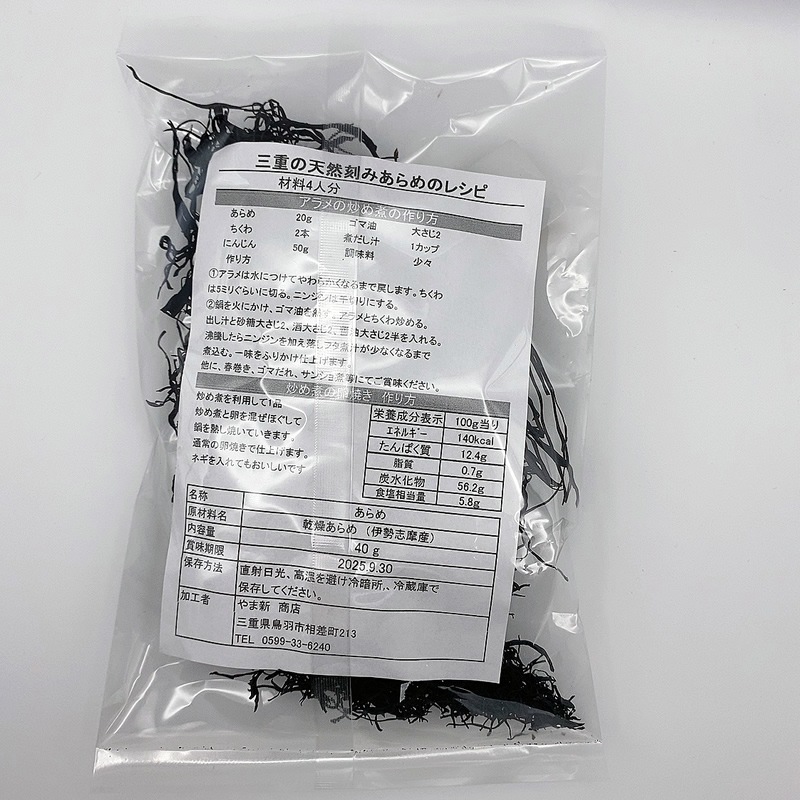 三重の天然刻みあらめのレシピ
材料4人分
アラメの炒め煮の作り方
あらめ 20g ゴマ油 大さじ2
ちくわ 2本 煮だし汁 1カップ
にんじん 50g 調味料 少々
作り方
①アラメは水につけてやわらかくなるまで戻します。ちくわ
は5ミリぐらいに切る。ニンジンは千切りにする。
②鍋を火にかけ、ゴマ油を熱す。アラメとちくわ炒める。
出し汁と砂糖大さじ2、酒大さじ2、醤油大さじ2半を入れる。
沸騰したらニンジンを加え落しフタ煮汁が少なくなるまで
煮込む。一味をふりかけ仕上げます。
他に、春巻き、ゴマだれ、サンショ煮等にてご賞味ください。
炒め煮の卵焼き 作り方
炒め煮を利用して1品
炒め煮と卵を混ぜほぐして
鍋を熱し焼いていきます。
通常の卵焼きで仕上げます。
ネギを入れてもおいしいです
栄養成分表示 100g当り
エネルギー 140kcal
たんぱく質 12.4g
脂質 0.7g
炭水化物 56.2g
食塩相当量 5.8g
名称 あらめ
原材料名 乾燥あらめ（伊勢志摩産）
内容量 40g
賞味期限 2025.9.30
保存方法 直射日光、高温を避け冷暗所、、冷蔵庫で
保存してください。
加工者 やま新 商店
三重県鳥羽市相差町213
TEL 0599-33-6240